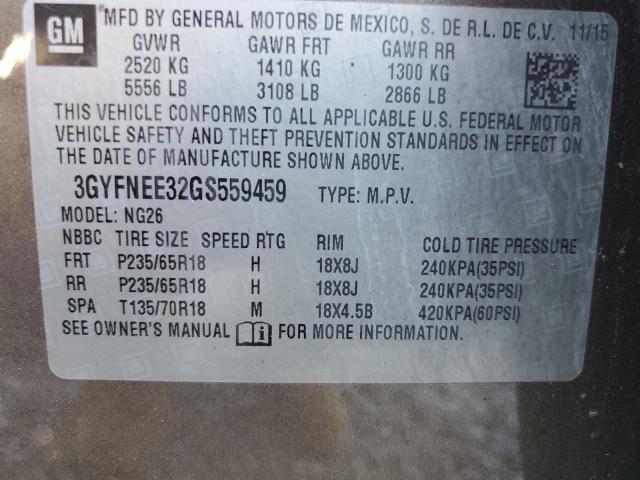 GM
MFD BY GENERAL MOTORS DE MEXICO, S. DE R.L. DE C.V. 11/15
GVWR GAWR FRT GAWR RR
2520 KG 1410 KG 1300 KG
5556 LB 3108 LB 2866 LB
THIS VEHICLE CONFORMS TO ALL APPLICABLE U.S. FEDERAL MOTOR
VEHICLE SAFETY AND THEFT PREVENTION STANDARDS IN EFFECT ON
THE DATE OF MANUFACTURE SHOWN ABOVE.
3GYFNEE32GS559459 TYPE: M.P.V.
MODEL: NG26
NBBC TIRE SIZE SPEED RTG RIM COLD TIRE PRESSURE
FRT P235/65R18 H 18X8J 240KPA(35PSI)
RR P235/65R18 H 18X8J 240KPA(35PSI)
SPA T135/70R18 M 18X4.5B 420KPA(60PSI)
SEE OWNER'S MANUAL FOR MORE INFORMATION.